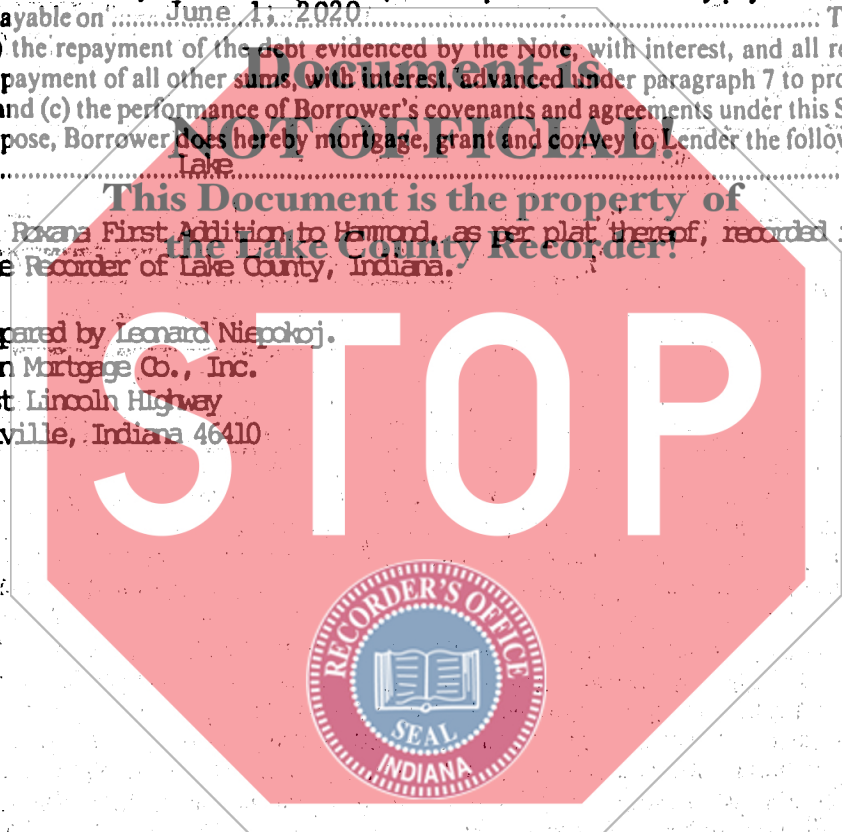 ayable on June 1, 2020 T
the repayment of the debt evidenced by the Note, with interest, and all re
payment of all other sums, with interest, advanced under paragraph 7 to pro
nd (c) the performance of Borrower's covenants and agreements under this S
pose, Borrower does hereby mortgage, grant and convey to Lender the follow
Lake
Document is
NOT OFFICIAL!
This Document is the property of
the Lake County Recorder!
Roxana First Addition to Hammond, as per plat thereof, recorded
e Recorder of Lake County, Indiana.
pared by Leonard Niepokoj.
n Mortgage Co., Inc.
t Lincoln HIghway
ville, Indiana 46410
STOP
RECORDER'S OFFICE
SEAL
INDIANA